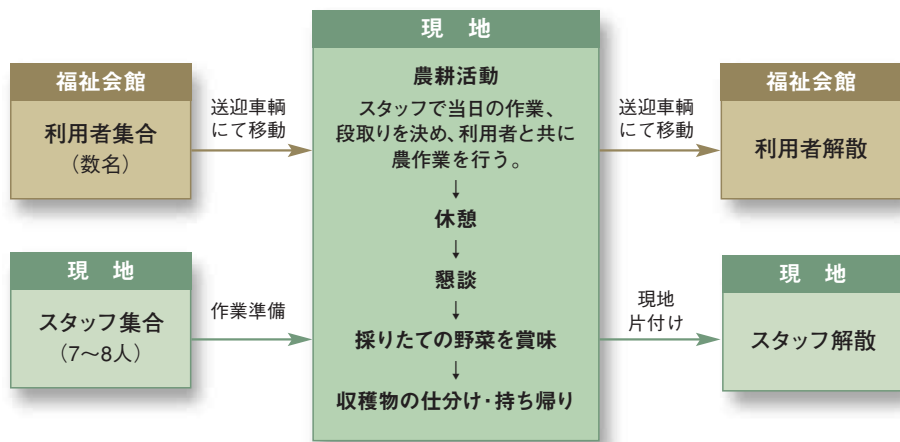 福祉会館
利用者集合
（数名）
送迎車輌
にて移動
現　地
スタッフ集合
（7〜8人）
作業準備
現　地
農耕活動
スタッフで当日の作業、
段取りを決め、利用者と共に
農作業を行う。
↓
休憩
↓
懇談
↓
採りたての野菜を賞味
↓
収穫物の仕分け・持ち帰り
送迎車輌
にて移動
福祉会館
利用者解散
現地
片付け
現　地
スタッフ解散